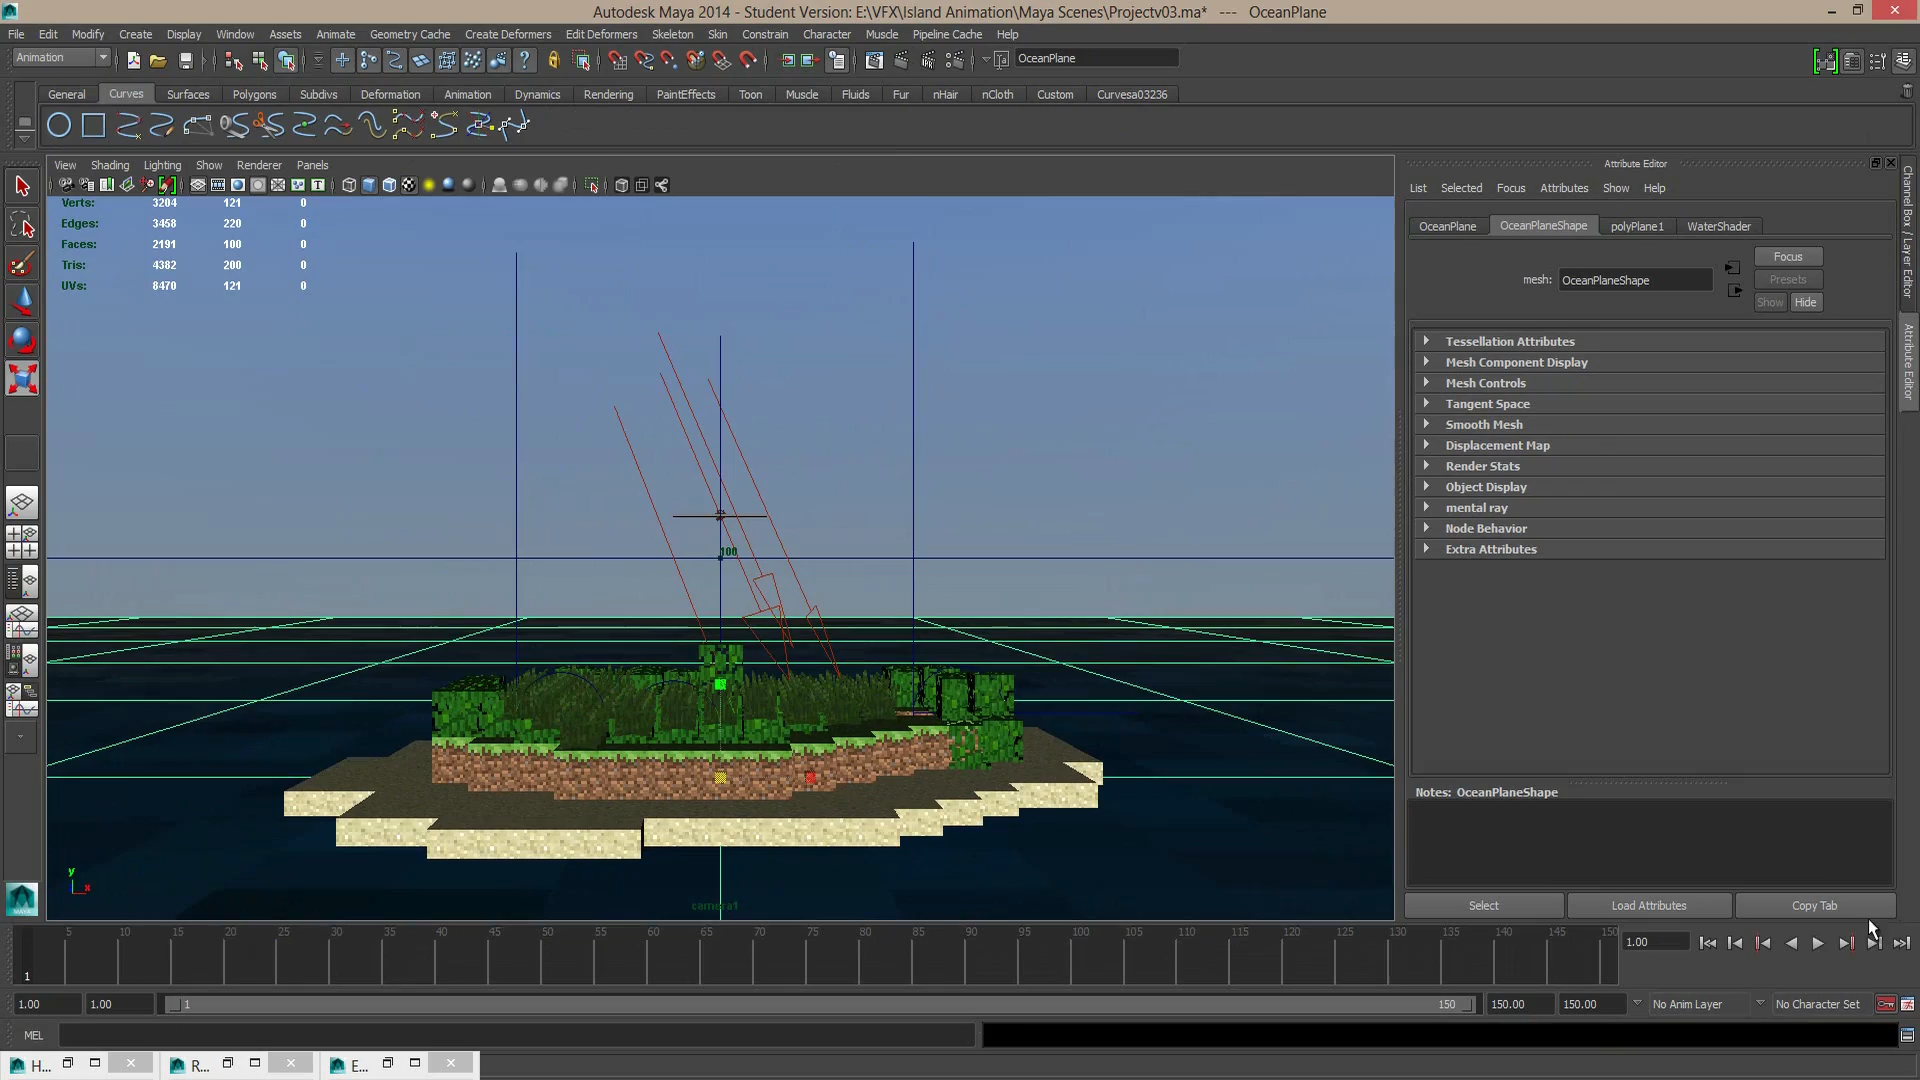 Autodesk Maya 2014 - Student Version: E:\VFX\Island Animation\Maya Scenes\Projectv03.ma* --- OceanPlane
File Edit Modify Create Display Window Assets Animate Geometry Cache Create Deformers Edit Deformers Skeleton Skin Constrain Character Muscle Pipeline Cache Help
Animation OceanPlane
General Curves Surfaces Polygons Subdivs Deformation Animation Dynamics Rendering PaintEffects Toon Muscle Fluids Fur nHair nCloth Custom Curvesa03236
View Shading Lighting Show Renderer Panels
Verts: 3204 121 0
Edges: 3458 220 0
Faces: 2191 100 0
Tris: 4382 200 0
UVs: 8470 121 0
100
y
x
camera1
Attribute Editor
List Selected Focus Attributes Show Help
OceanPlane OceanPlaneShape polyPlane1 WaterShader
Focus
mesh: OceanPlaneShape
Presets
Show Hide
Tessellation Attributes
Mesh Component Display
Mesh Controls
Tangent Space
Smooth Mesh
Displacement Map
Render Stats
Object Display
mental ray
Node Behavior
Extra Attributes
Notes: OceanPlaneShape
Select Load Attributes Copy Tab
Channel Box / Layer Editor
Attribute Editor
5 10 15 20 25 30 35 40 45 50 55 60 65 70 75 80 85 90 95 100 105 110 115 120 125 130 135 140 145 150
1
1.00
1.00 1.00 1 150 150.00 150.00 No Anim Layer No Character Set
MEL
H... R... E...